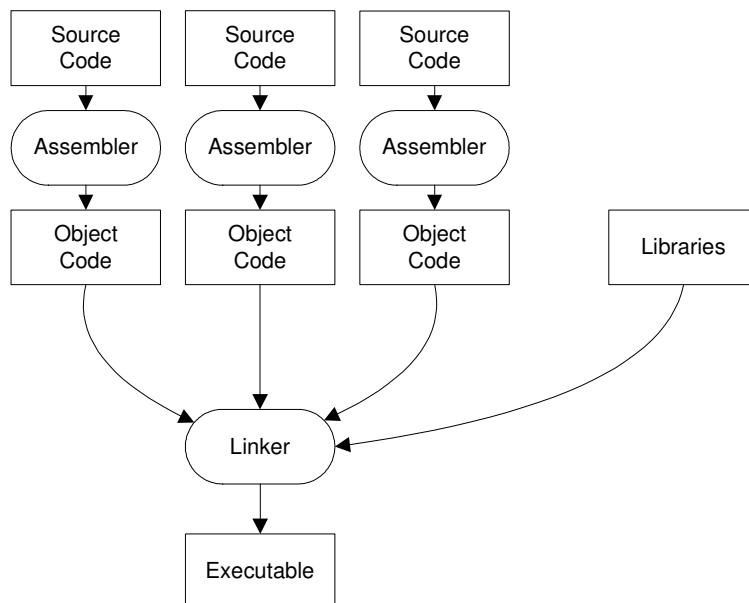 Source
Code
Source
Code
Source
Code
Assembler
Assembler
Assembler
Object
Code
Object
Code
Object
Code
Libraries
Linker
Executable